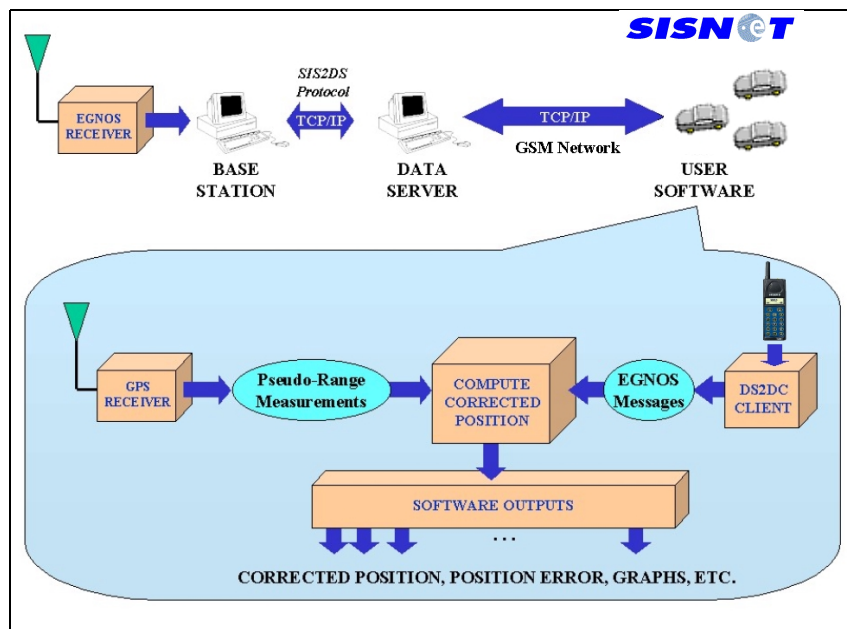 SISNeT
SIS2DS
Protocol
EGNOS
RECEIVER
TCP/IP
TCP/IP
GSM Network
BASE
STATION
DATA
SERVER
USER
SOFTWARE
GPS
RECEIVER
Pseudo-Range
Measurements
COMPUTE
CORRECTED
POSITION
EGNOS
Messages
DS2DC
CLIENT
SOFTWARE OUTPUTS
...
CORRECTED POSITION, POSITION ERROR, GRAPHS, ETC.